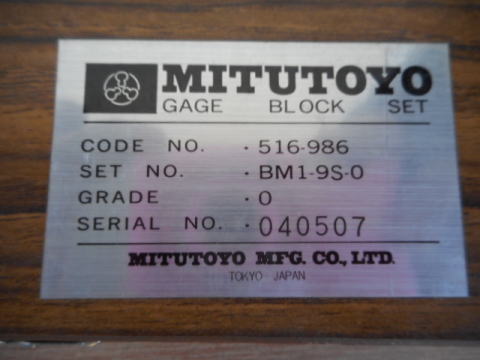 MITUTOYO
GAGE BLOCK SET
CODE NO. · 516-986
SET NO. · BM1-9S-0
GRADE · 0
SERIAL NO. · 040507
MITUTOYO MFG. CO., LTD.
TOKYO JAPAN